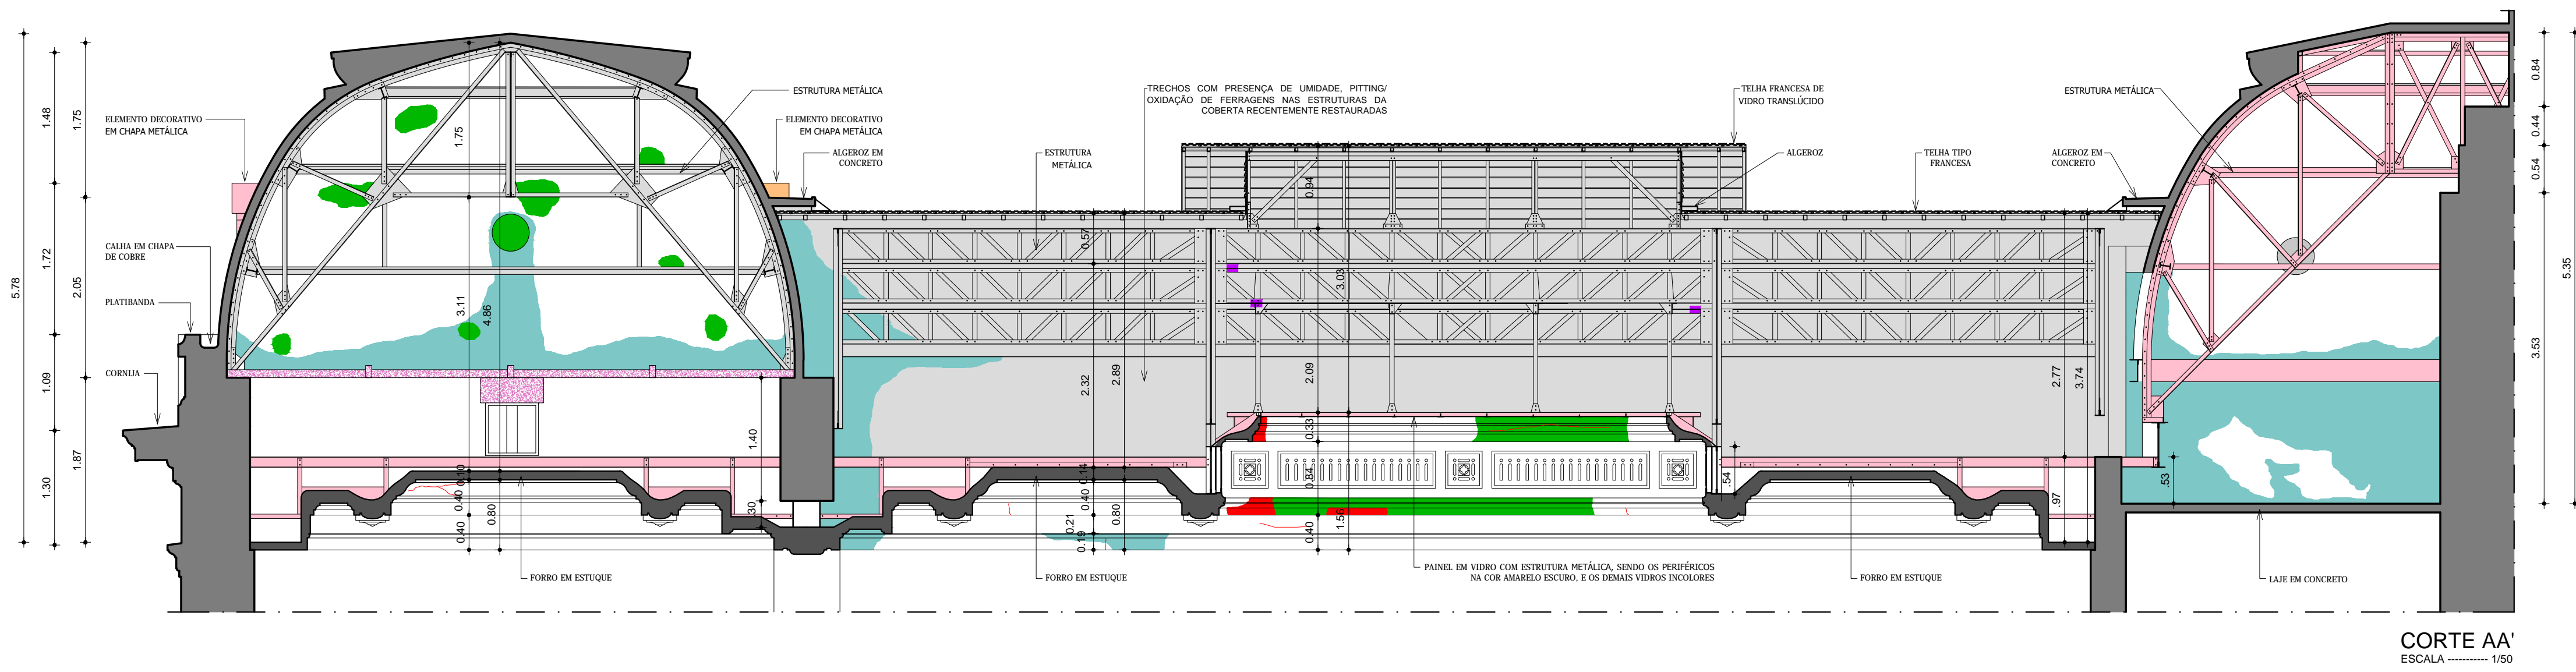 ELEMENTO DECORATIVO
EM CHAPA METÁLICA
CALHA EM CHAPA
DE COBRE
PLATIBANDA
CORNIJA
5.78
1.48
1.72
1.09
1.30
1.75
2.05
1.87
1.75
3.11
4.86
0.10
0.40
0.40
0.80
ESTRUTURA METÁLICA
ELEMENTO DECORATIVO
EM CHAPA METÁLICA
ALGEROZ EM
CONCRETO
1.40
.30
FORRO EM ESTUQUE
ESTRUTURA
METÁLICA
TRECHOS COM PRESENÇA DE UMIDADE, PITTING/
OXIDAÇÃO DE FERRAGENS NAS ESTRUTURAS DA
COBERTA RECENTEMENTE RESTAURADAS
0.57
2.32
2.89
0.14
0.40
0.21
0.19
0.80
FORRO EM ESTUQUE
0.94
3.03
2.09
0.33
0.84
0.40
1.58
TELHA FRANCESA DE
VIDRO TRANSLÚCIDO
ALGEROZ
TELHA TIPO
FRANCESA
.54
PAINEL EM VIDRO COM ESTRUTURA METÁLICA, SENDO OS PERIFÉRICOS
NA COR AMARELO ESCURO, E OS DEMAIS VIDROS INCOLORES
FORRO EM ESTUQUE
2.77
3.74
.97
ALGEROZ EM
CONCRETO
ESTRUTURA METÁLICA
.53
LAJE EM CONCRETO
0.84
0.44
0.54
3.53
5.35
CORTE AA'
ESCALA ----------- 1/50